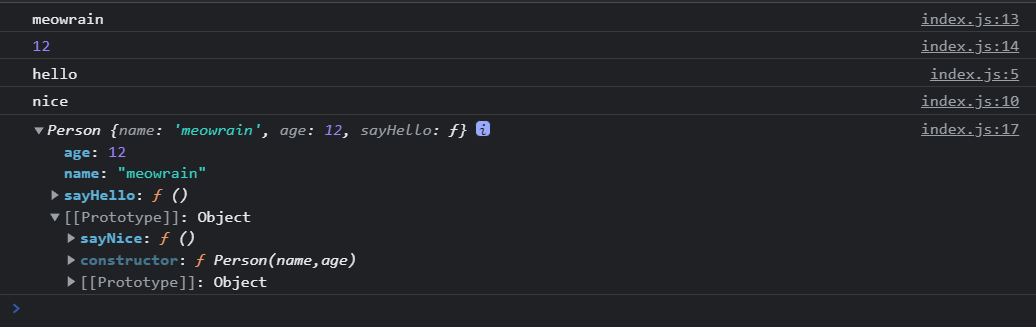 meowrain index.js:13
12 index.js:14
hello index.js:5
nice index.js:10
▼Person {name: 'meowrain', age: 12, sayHello: ƒ} i index.js:17
age: 12
name: "meowrain"
▶sayHello: ƒ ()
▼[[Prototype]]: Object
▶sayNice: ƒ ()
▶constructor: ƒ Person(name,age)
▶[[Prototype]]: Object
>